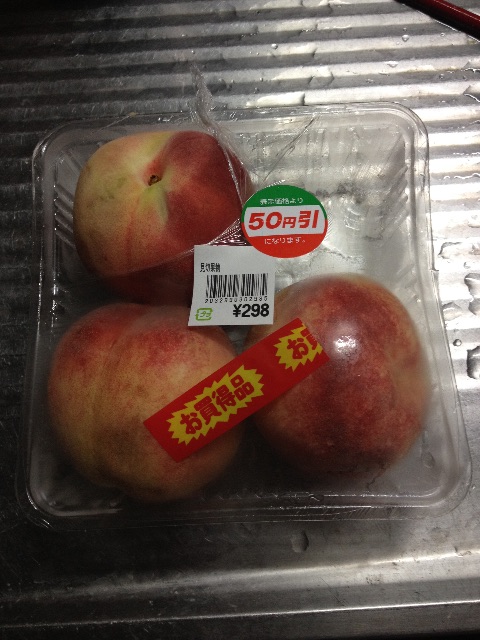 表示価格より
50円引
になります。
見切果物
¥298
お買得品
お買